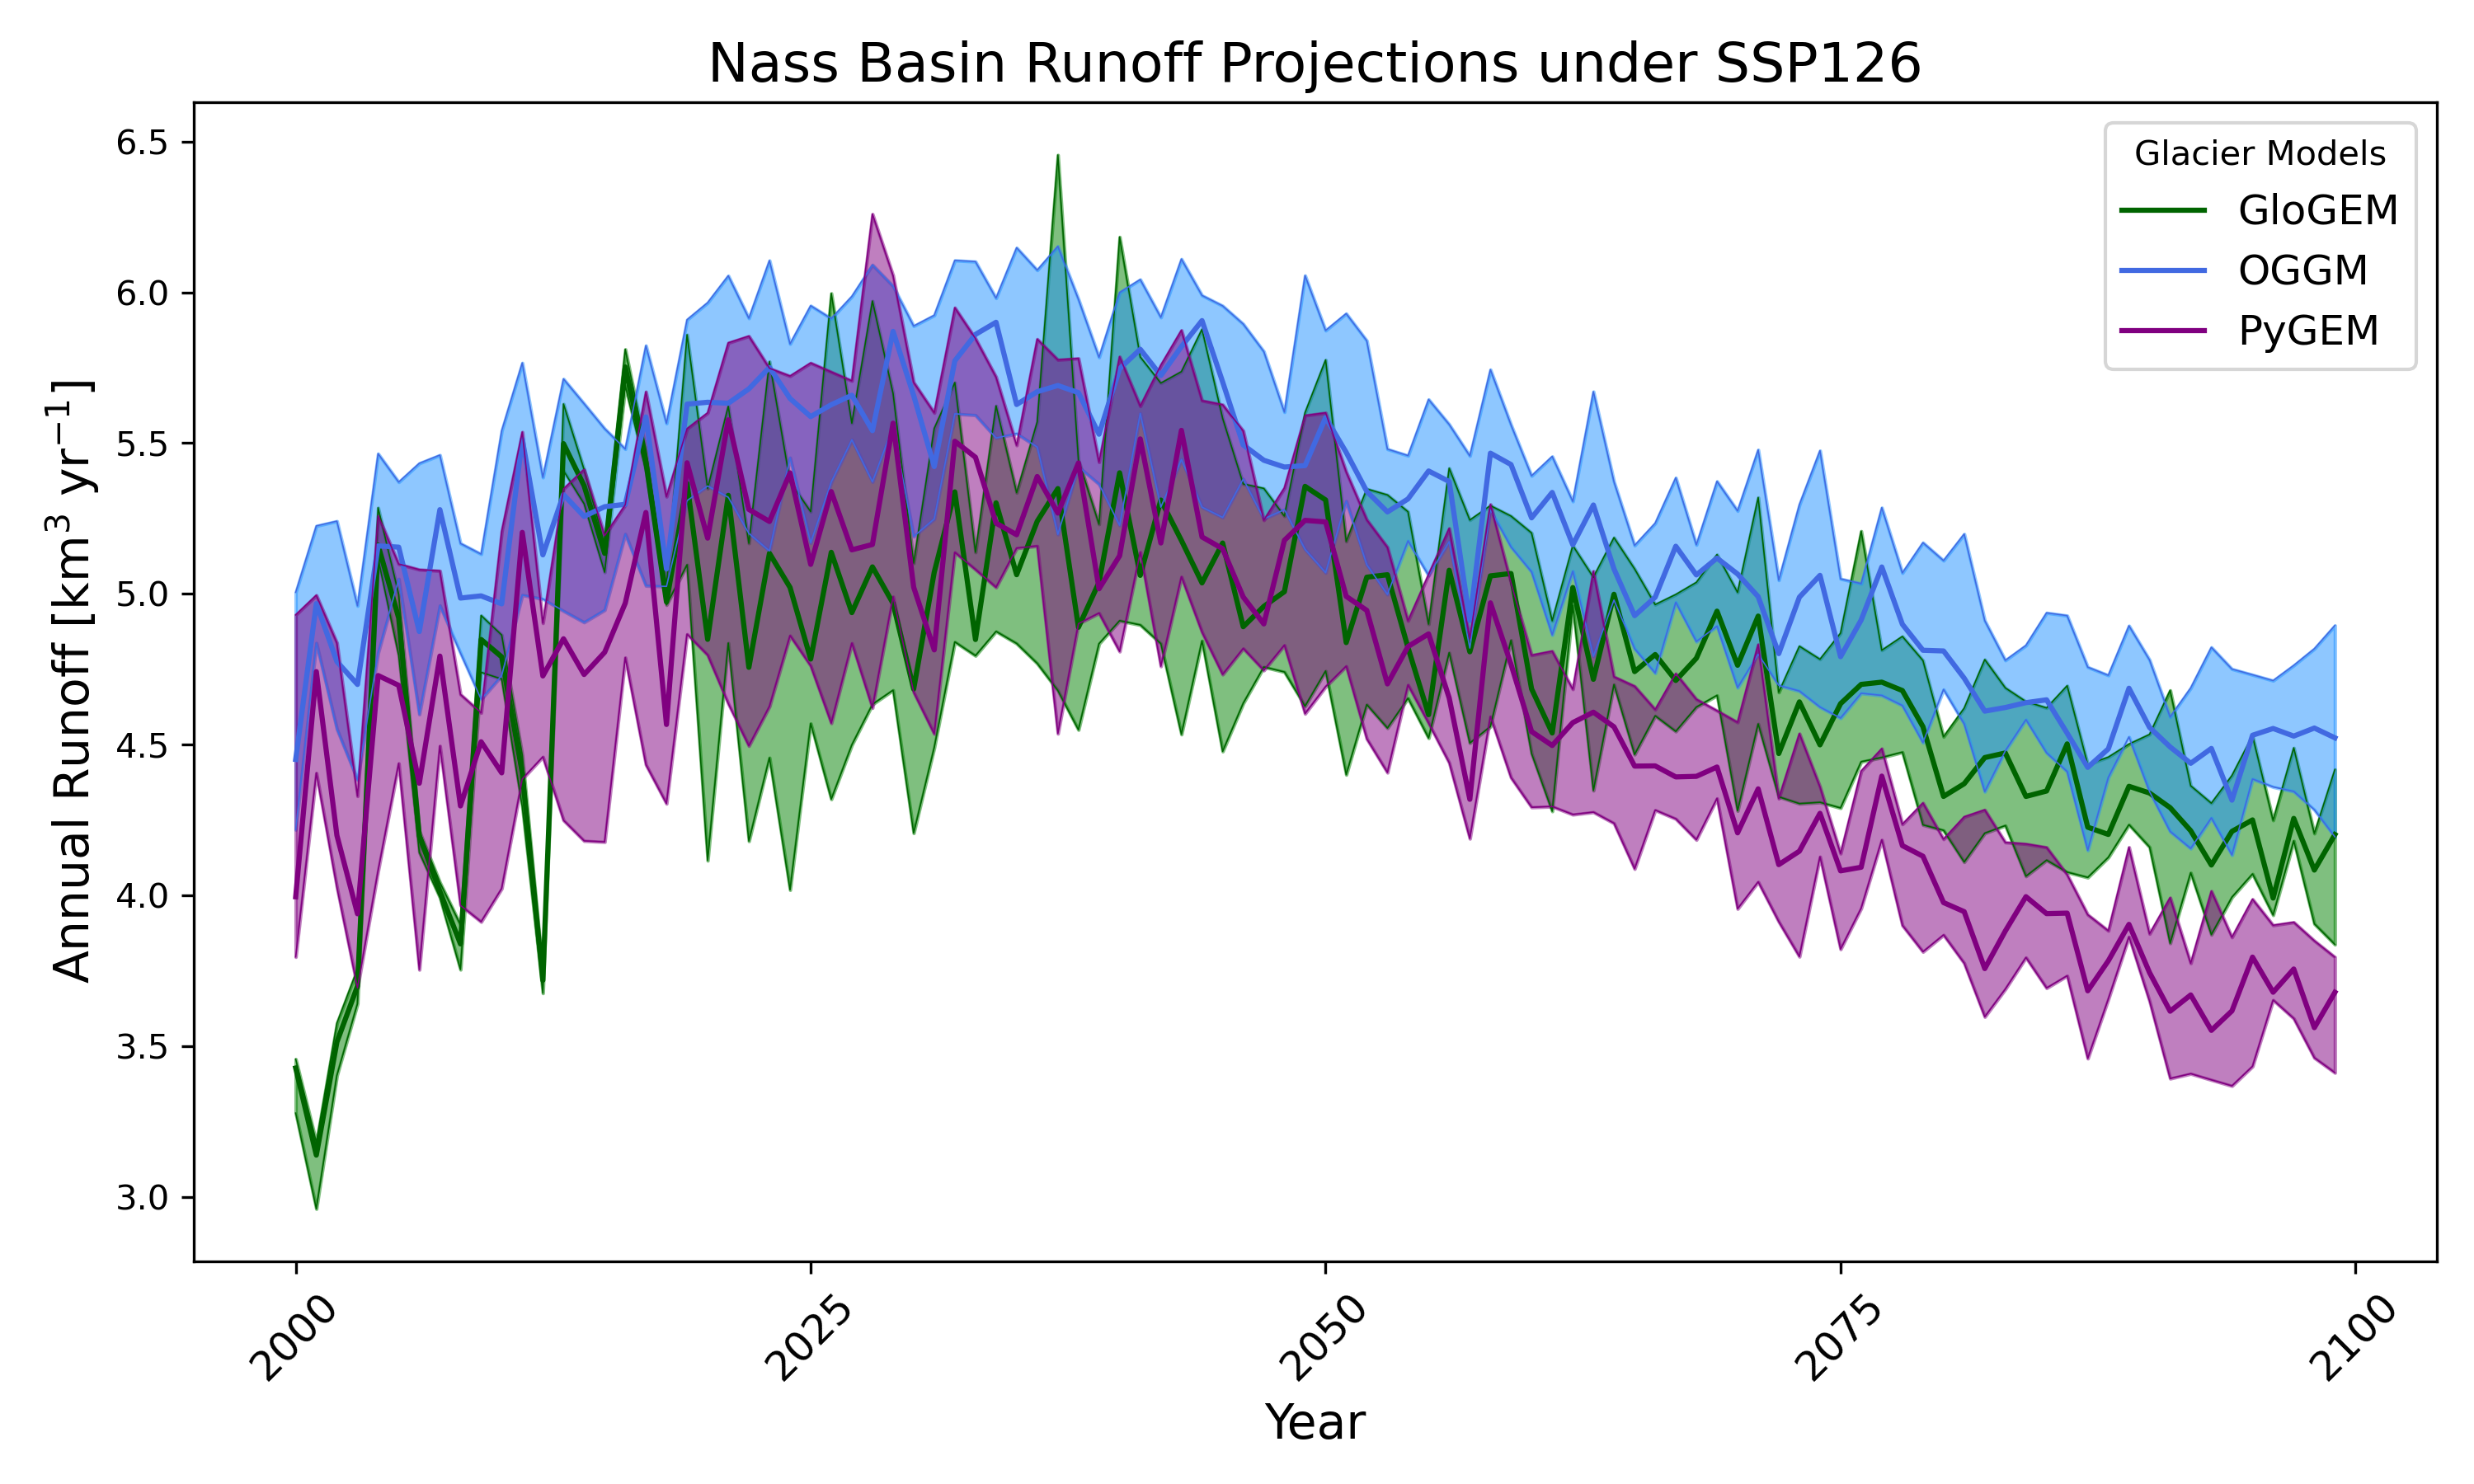 Nass Basin Runoff Projections under SSP126
Annual Runoff [km³ yr⁻¹]
6.5
6.0
5.5
5.0
4.5
4.0
3.5
3.0
Glacier Models
GloGEM
OGGM
PyGEM
2000
2025
2050
2075
2100
Year